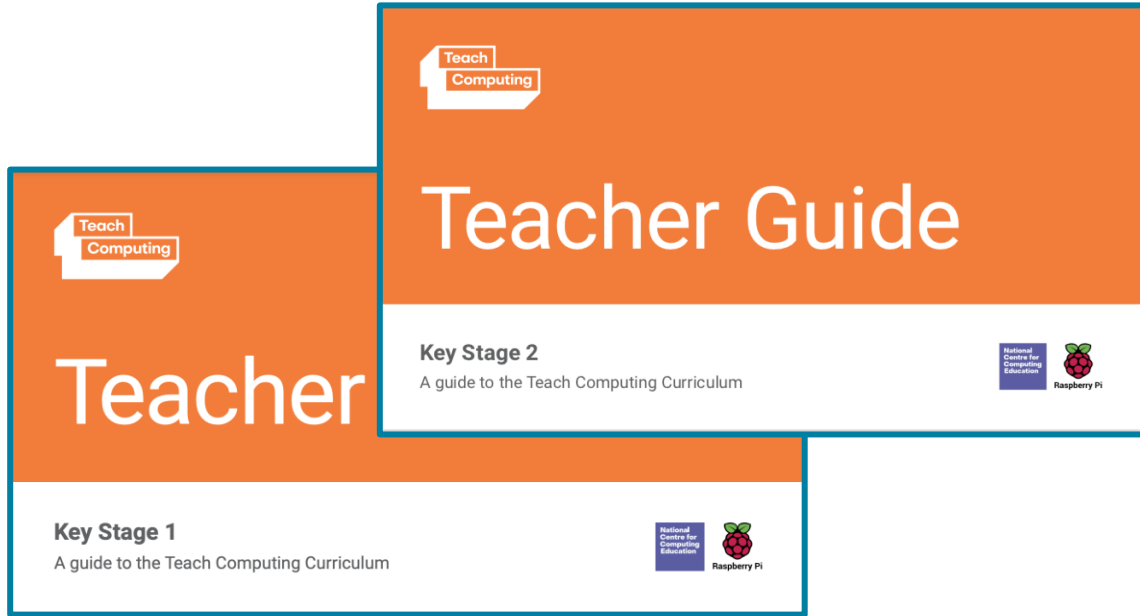 Teach
Computing
Teacher Guide
Key Stage 2
A guide to the Teach Computing Curriculum
National
Centre for
Computing
Education
Raspberry Pi
Teach
Computing
Teacher
Key Stage 1
A guide to the Teach Computing Curriculum
National
Centre for
Computing
Education
Raspberry Pi